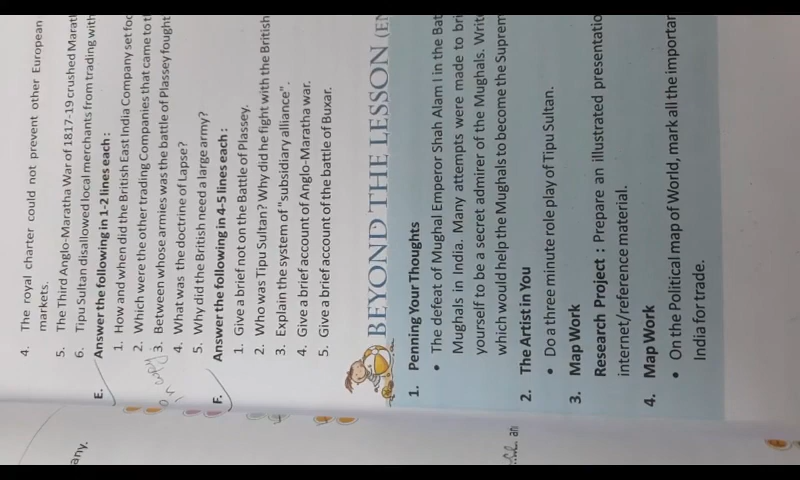 4. The royal charter could not prevent other European
markets.
5. The Third Anglo-Maratha War of 1817-19 crushed Marat
6. Tipu Sultan disallowed local merchants from trading with
E. Answer the following in 1-2 lines each :
1. How and when did the British East India Company set foo
2. Which were the other trading Companies that came to t
3. Between whose armies was the battle of Plassey fought
4. What was the doctrine of Lapse?
5. Why did the British need a large army?
F. Answer the following in 4-5 lines each :
1. Give a brief not on the Battle of Plassey.
2. Who was Tipu Sultan? Why did he fight with the British
3. Explain the system of "subsidiary alliance".
4. Give a brief account of Anglo-Maratha war.
5. Give a brief account of the battle of Buxar.
BEYOND THE LESSON (EN
1. Penning Your Thoughts
• The defeat of Mughal Emperor Shah Alam I in the Bat
Mughals in India. Many attempts were made to bri
yourself to be a secret admirer of the Mughals. Writ
which would help the Mughals to become the Suprem
2. The Artist in You
• Do a three minute role play of Tipu Sultan.
3. Map Work
Research Project : Prepare an illustrated presentatio
internet/reference material.
4. Map Work
• On the Political map of World, mark all the importan
India for trade.
any.
an